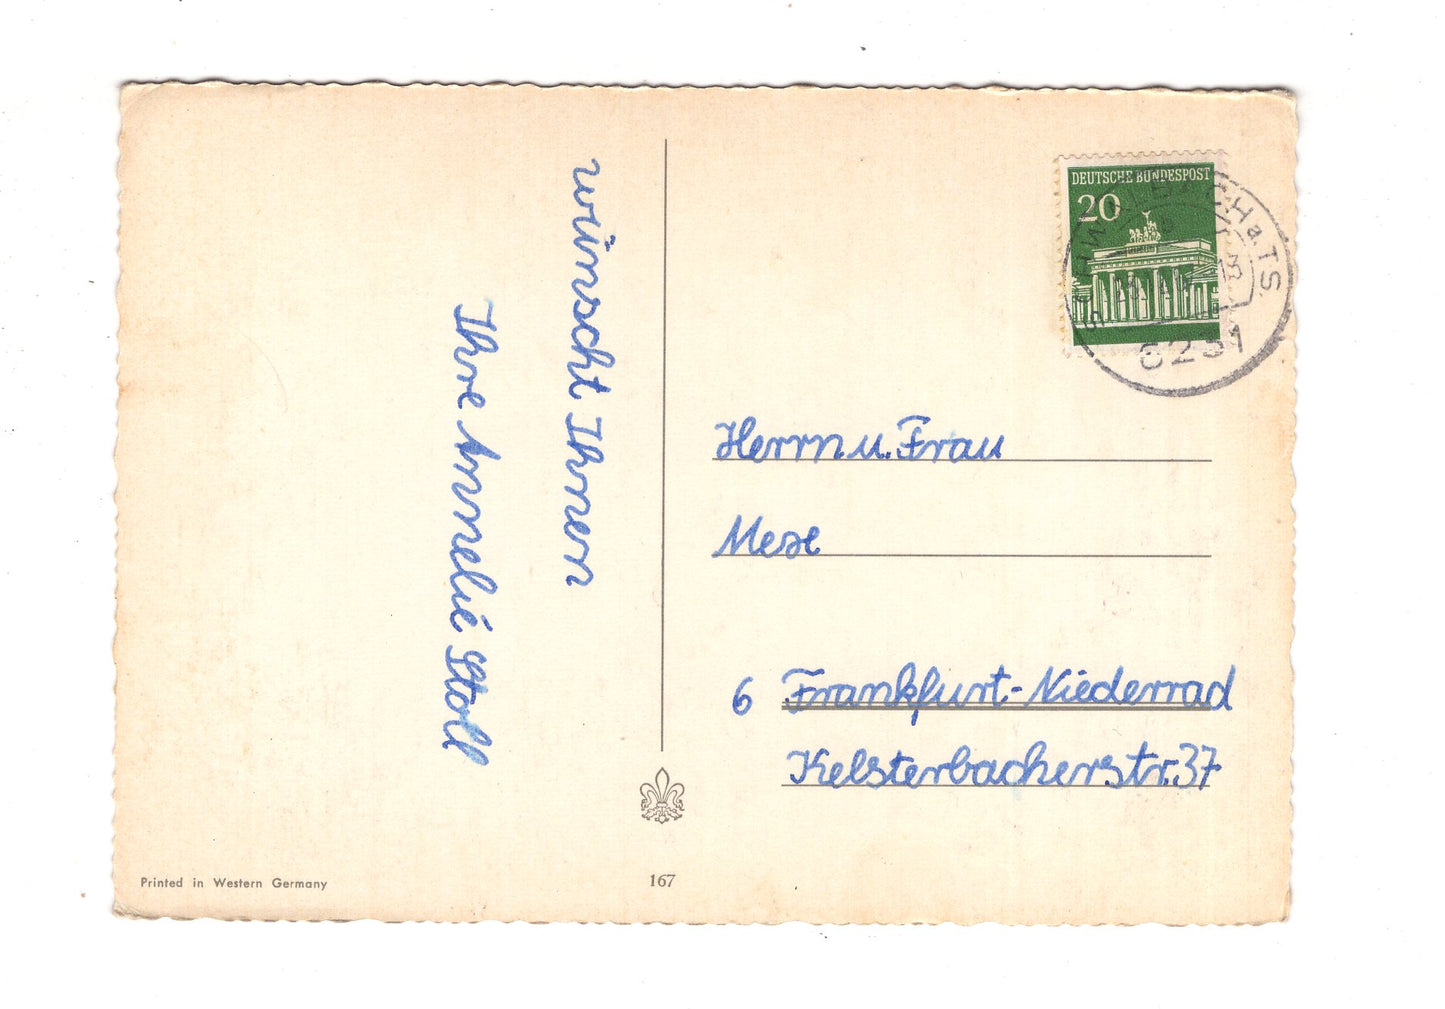 wünscht Ihnen
Ihre Annelie Stoll
DEUTSCHE BUNDESPOST
20
6231
Herrn u. Frau
6 Frankfurt-Niederrad
Kelsterbacherstr. 37
Printed in Western Germany
167